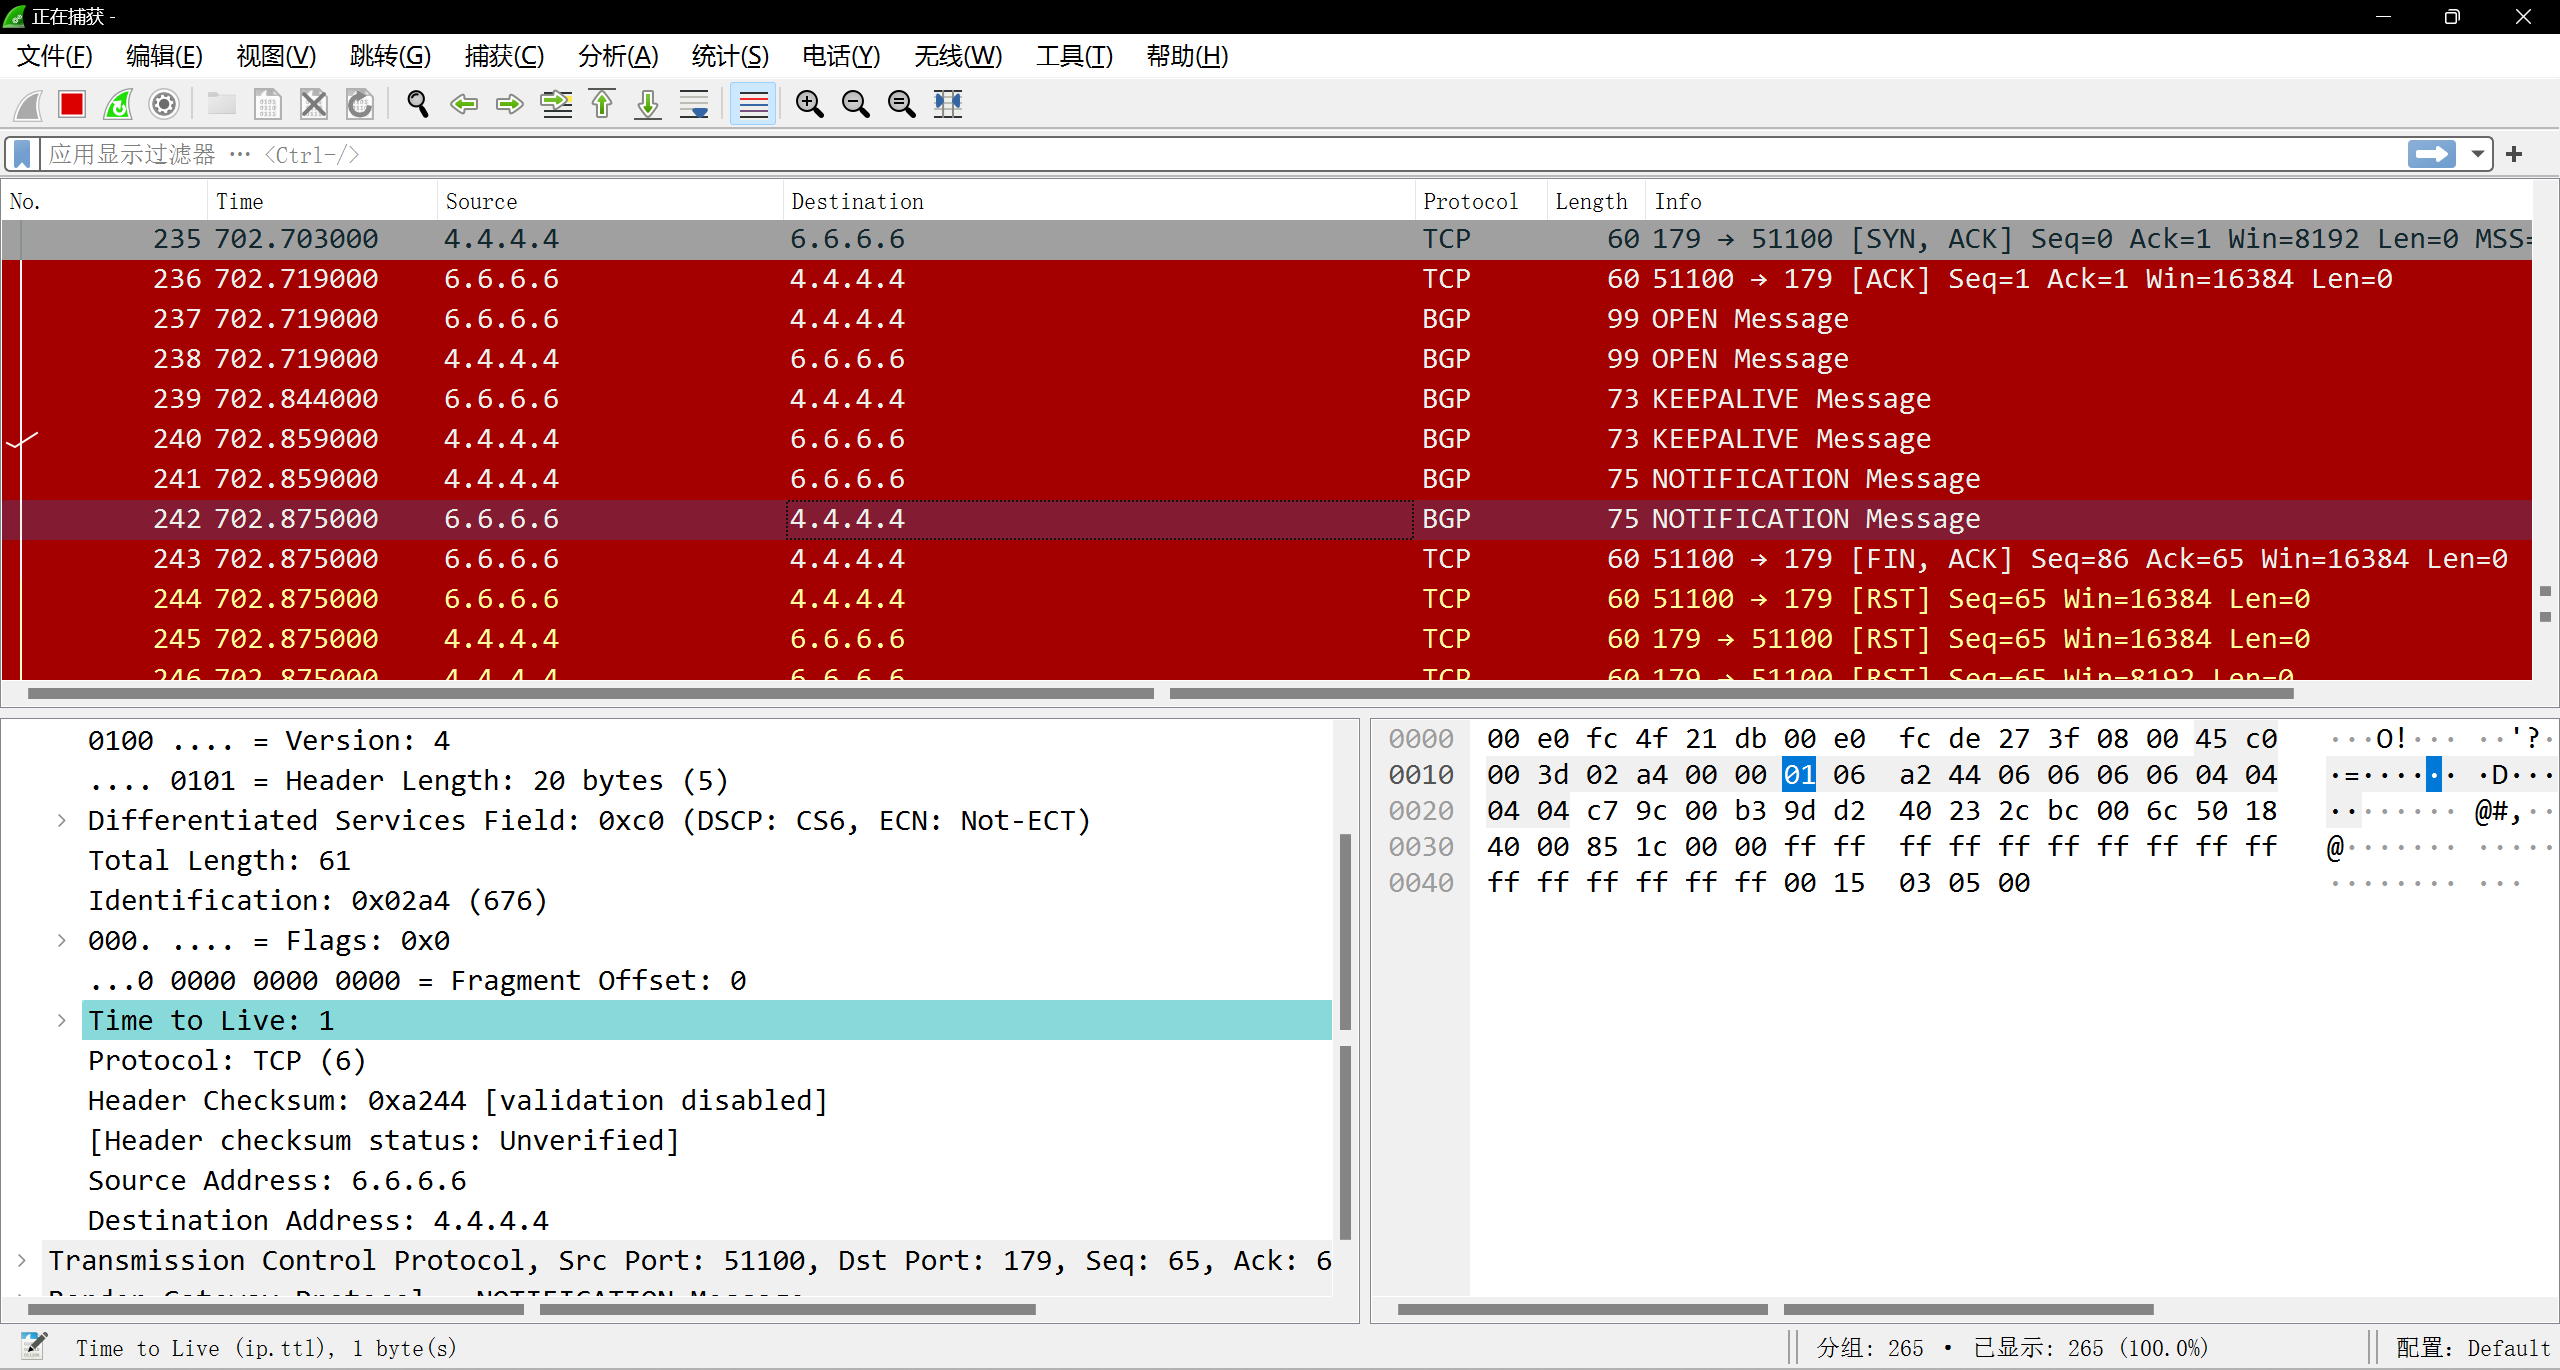 正在捕获 -
文件(F) 编辑(E) 视图(V) 跳转(G) 捕获(C) 分析(A) 统计(S) 电话(Y) 无线(W) 工具(T) 帮助(H)
应用显示过滤器 … <Ctrl-/>
No. Time Source Destination Protocol Length Info
235 702.703000 4.4.4.4 6.6.6.6 TCP 60 179 → 51100 [SYN, ACK] Seq=0 Ack=1 Win=8192 Len=0 MSS=
236 702.719000 6.6.6.6 4.4.4.4 TCP 60 51100 → 179 [ACK] Seq=1 Ack=1 Win=16384 Len=0
237 702.719000 6.6.6.6 4.4.4.4 BGP 99 OPEN Message
238 702.719000 4.4.4.4 6.6.6.6 BGP 99 OPEN Message
239 702.844000 6.6.6.6 4.4.4.4 BGP 73 KEEPALIVE Message
240 702.859000 4.4.4.4 6.6.6.6 BGP 73 KEEPALIVE Message
241 702.859000 4.4.4.4 6.6.6.6 BGP 75 NOTIFICATION Message
242 702.875000 6.6.6.6 4.4.4.4 BGP 75 NOTIFICATION Message
243 702.875000 6.6.6.6 4.4.4.4 TCP 60 51100 → 179 [FIN, ACK] Seq=86 Ack=65 Win=16384 Len=0
244 702.875000 6.6.6.6 4.4.4.4 TCP 60 51100 → 179 [RST] Seq=65 Win=16384 Len=0
245 702.875000 4.4.4.4 6.6.6.6 TCP 60 179 → 51100 [RST] Seq=65 Win=16384 Len=0
246 702.875000 4.4.4.4 6.6.6.6 TCP 60 179 → 51100 [RST] Seq=65 Win=8192 Len=0
0100 .... = Version: 4
.... 0101 = Header Length: 20 bytes (5)
Differentiated Services Field: 0xc0 (DSCP: CS6, ECN: Not-ECT)
Total Length: 61
Identification: 0x02a4 (676)
000. .... = Flags: 0x0
...0 0000 0000 0000 = Fragment Offset: 0
Time to Live: 1
Protocol: TCP (6)
Header Checksum: 0xa244 [validation disabled]
[Header checksum status: Unverified]
Source Address: 6.6.6.6
Destination Address: 4.4.4.4
Transmission Control Protocol, Src Port: 51100, Dst Port: 179, Seq: 65, Ack: 6
Border Gateway Protocol - NOTIFICATION Message
0000 00 e0 fc 4f 21 db 00 e0 fc de 27 3f 08 00 45 c0 ···O!··· ··'?··
0010 00 3d 02 a4 00 00 01 06 a2 44 06 06 06 06 04 04 ·=······ ·D···
0020 04 04 c7 9c 00 b3 9d d2 40 23 2c bc 00 6c 50 18 ········ @#,··
0030 40 00 85 1c 00 00 ff ff ff ff ff ff ff ff ff ff @······· ·····
0040 ff ff ff ff ff ff 00 15 03 05 00 ········ ···
Time to Live (ip.ttl), 1 byte(s)
分组: 265 · 已显示: 265 (100.0%)
配置: Default